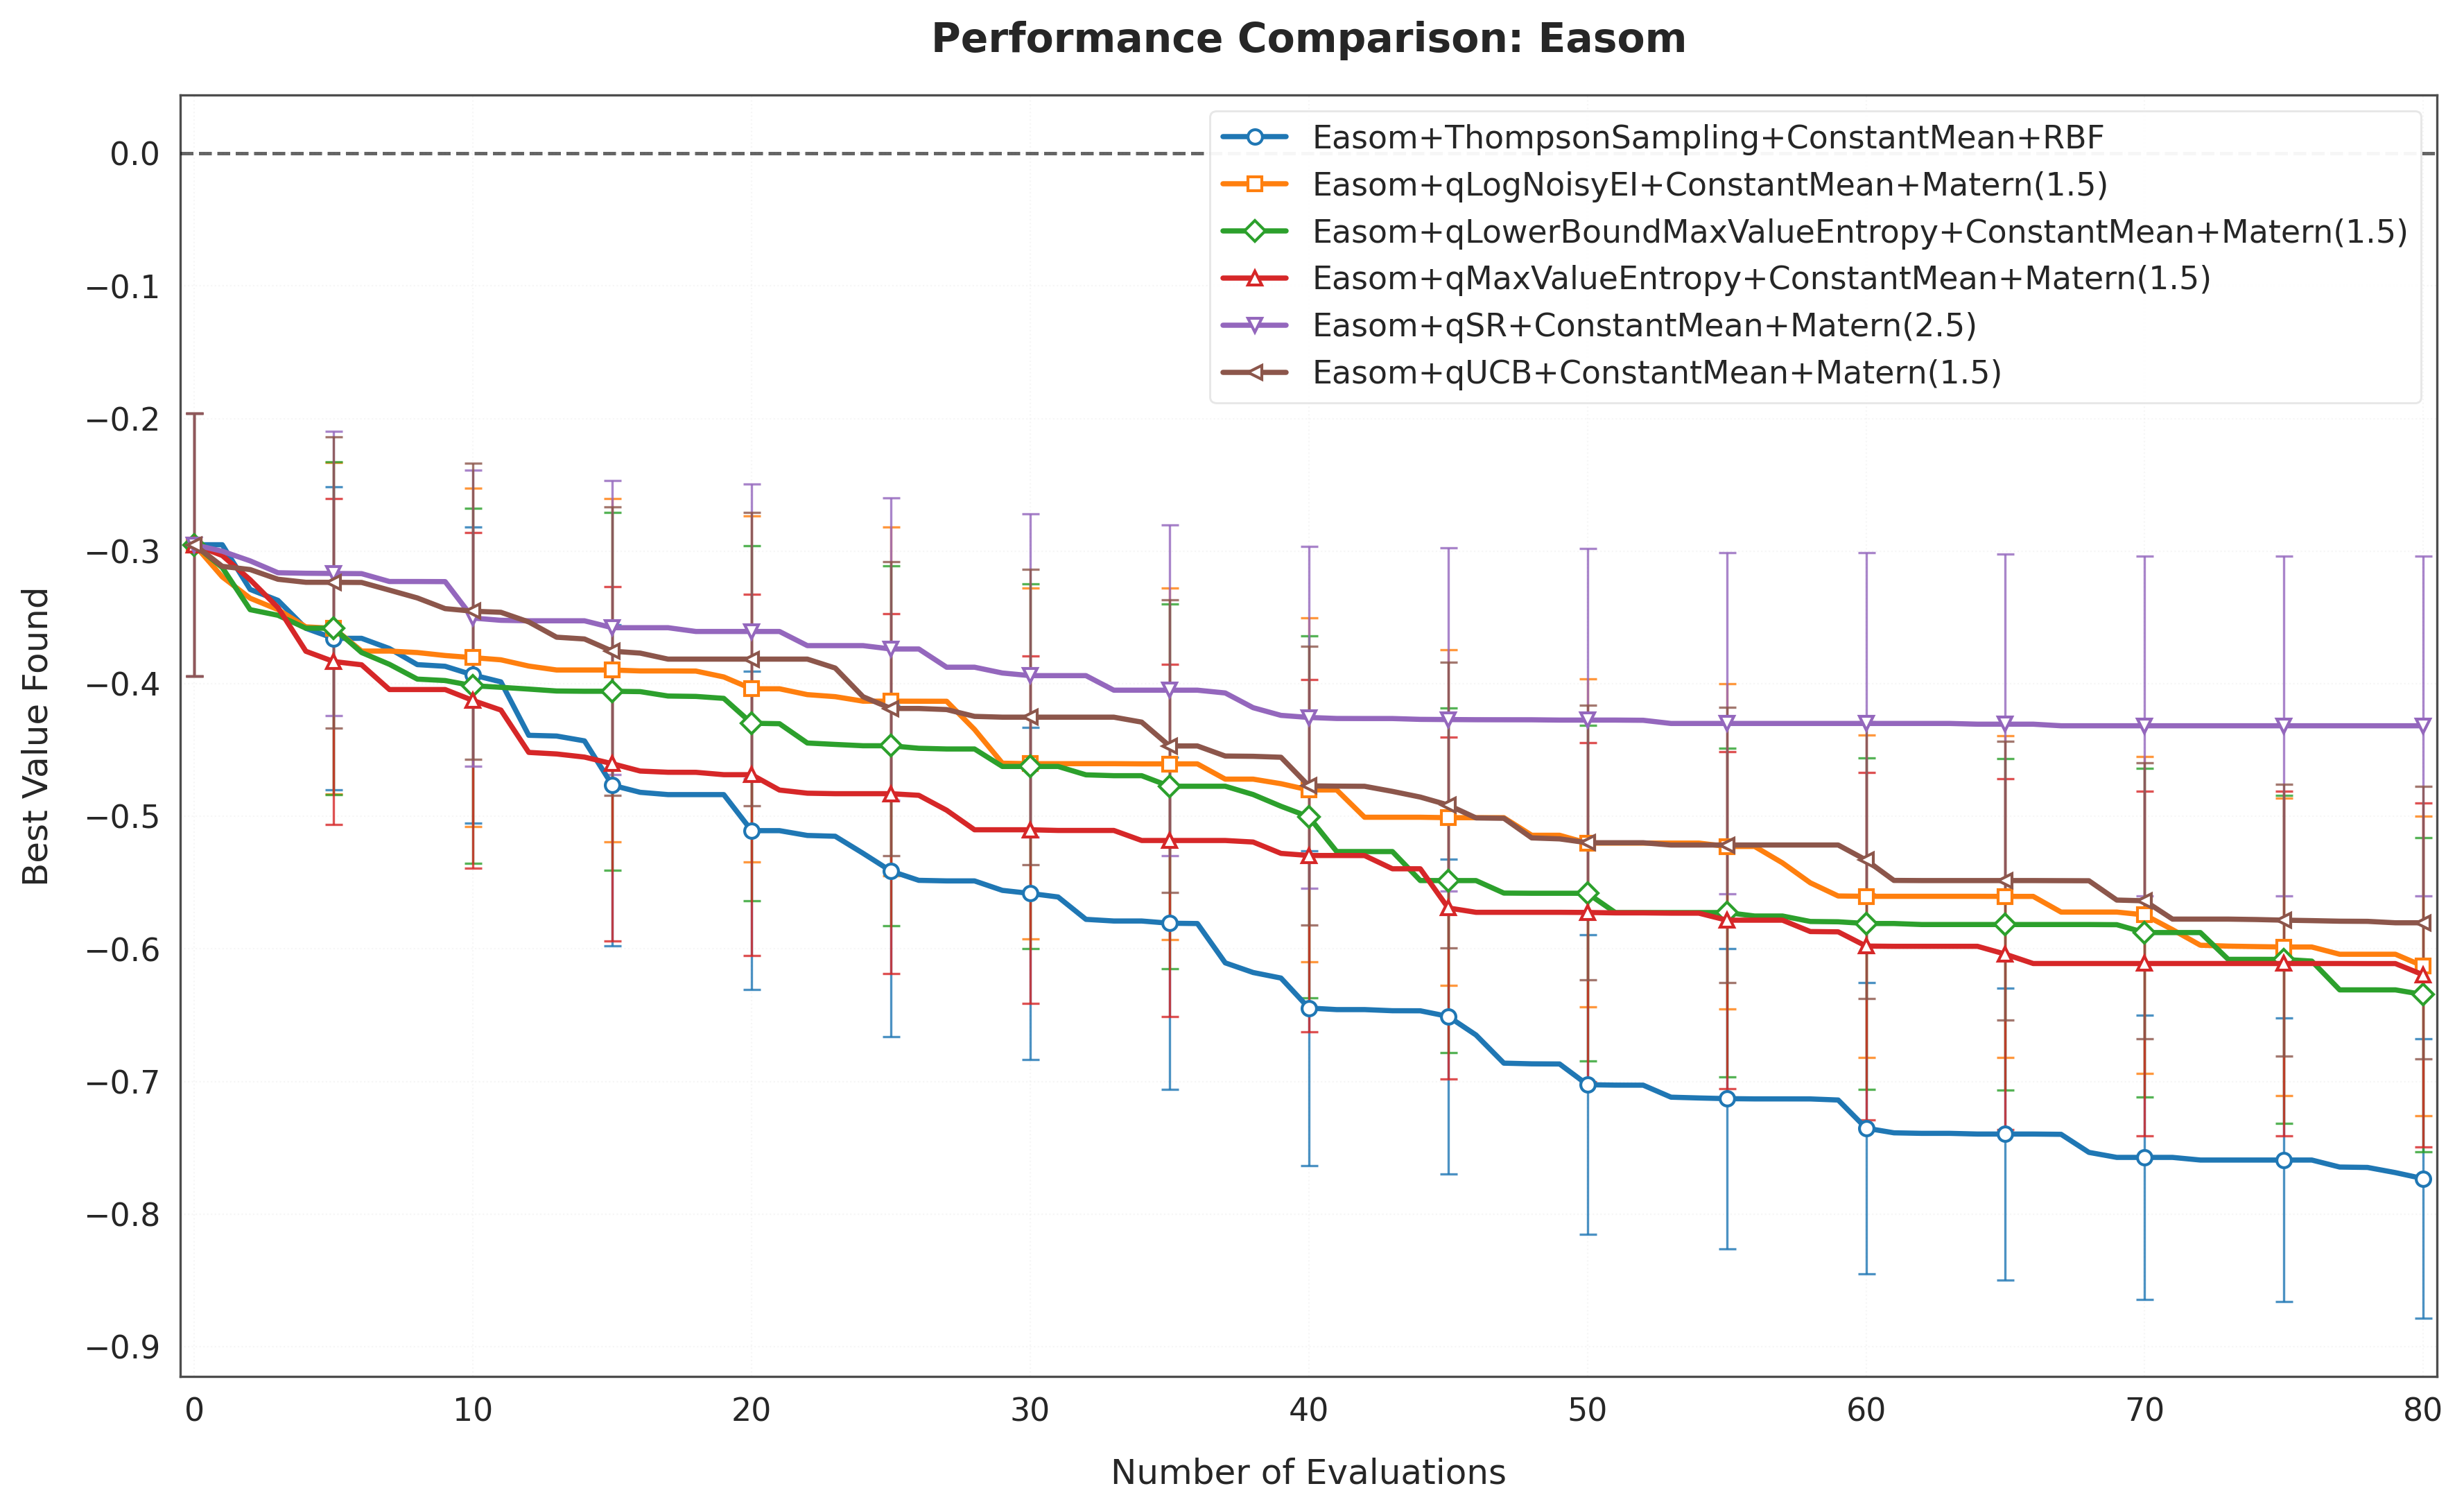 Performance Comparison: Easom
Easom+ThompsonSampling+ConstantMean+RBF
Easom+qLogNoisyEI+ConstantMean+Matern(1.5)
Easom+qLowerBoundMaxValueEntropy+ConstantMean+Matern(1.5)
Easom+qMaxValueEntropy+ConstantMean+Matern(1.5)
Easom+qSR+ConstantMean+Matern(2.5)
Easom+qUCB+ConstantMean+Matern(1.5)
Best Value Found
0.0
−0.1
−0.2
−0.3
−0.4
−0.5
−0.6
−0.7
−0.8
−0.9
0 10 20 30 40 50 60 70 80
Number of Evaluations